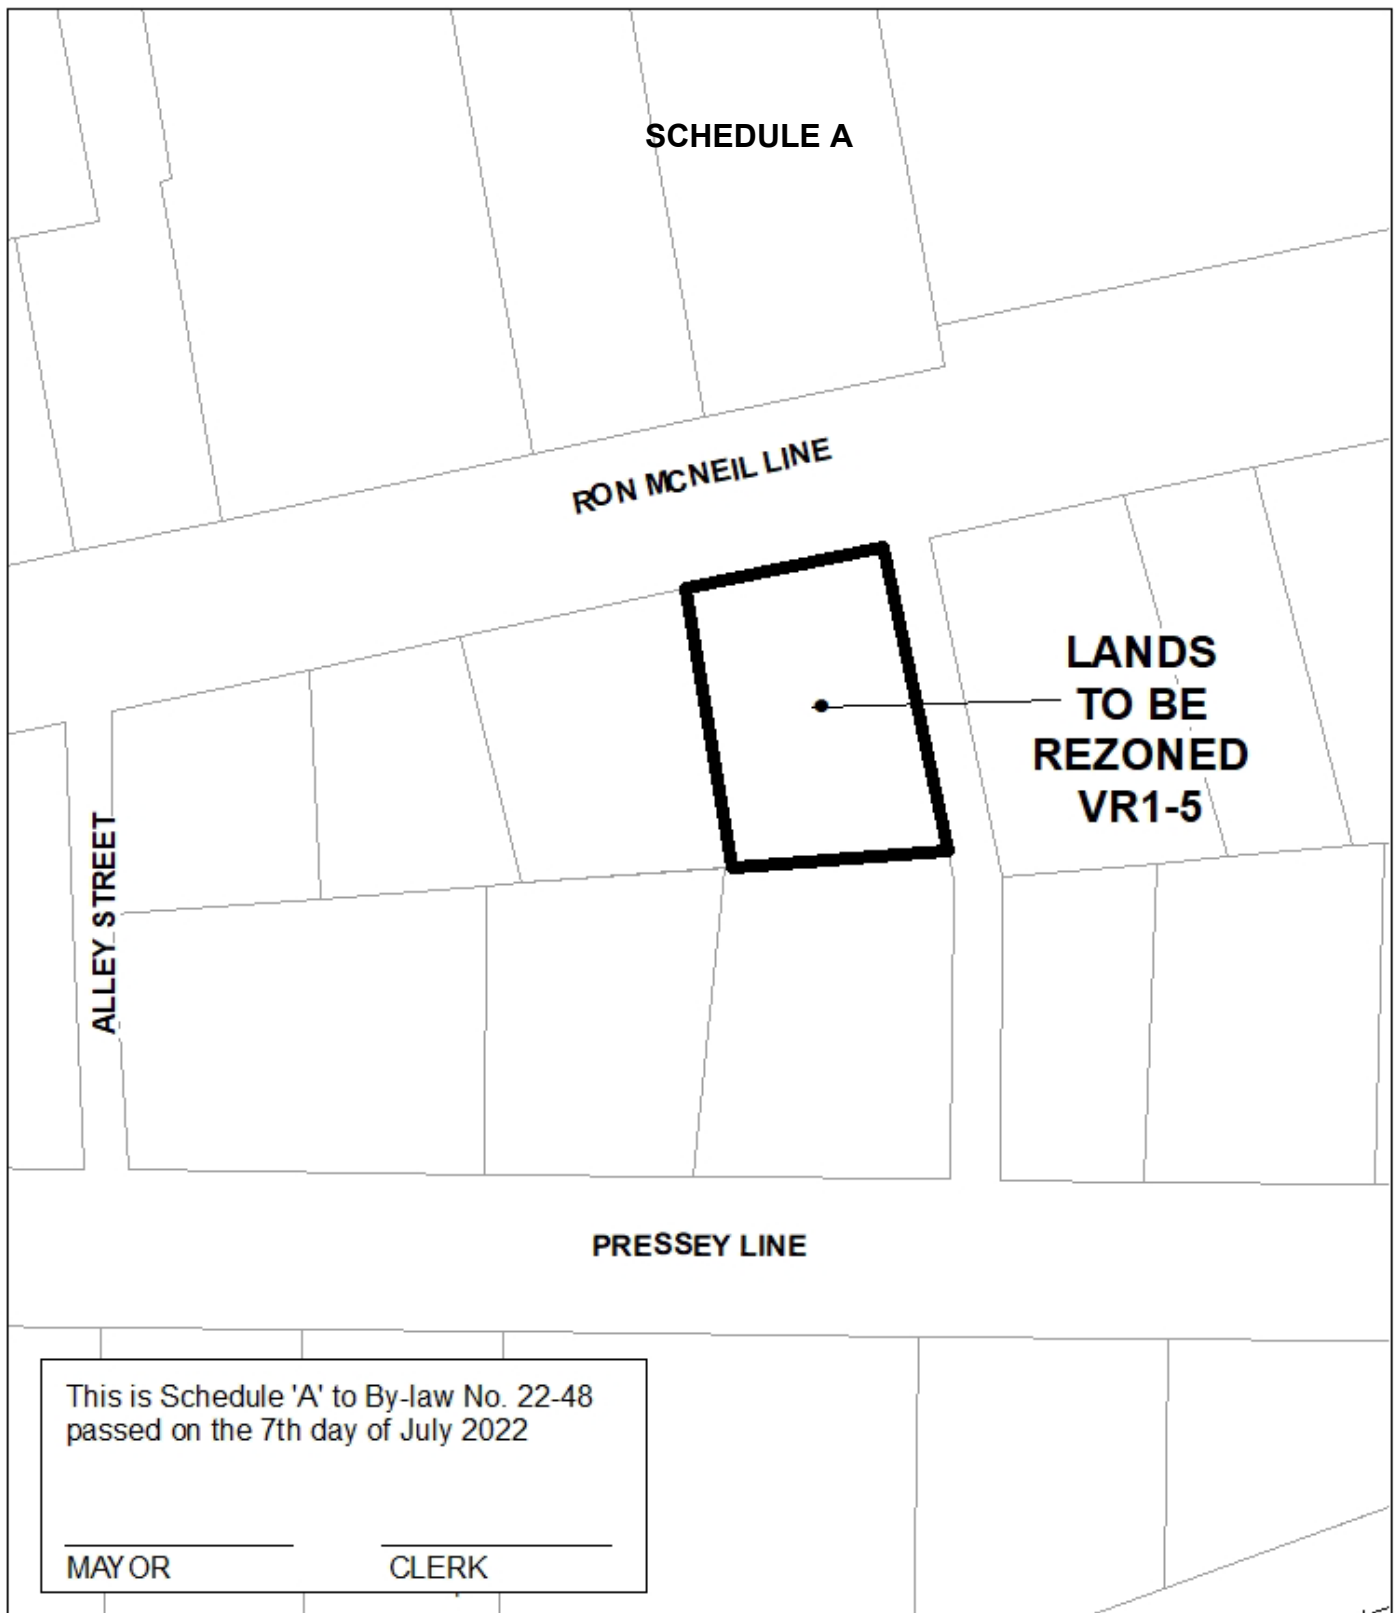 SCHEDULE A
RON MCNEIL LINE
LANDS
TO BE
REZONED
VR1-5
ALLEY STREET
PRESSEY LINE
This is Schedule 'A' to By-law No. 22-48
passed on the 7th day of July 2022
MAYOR CLERK